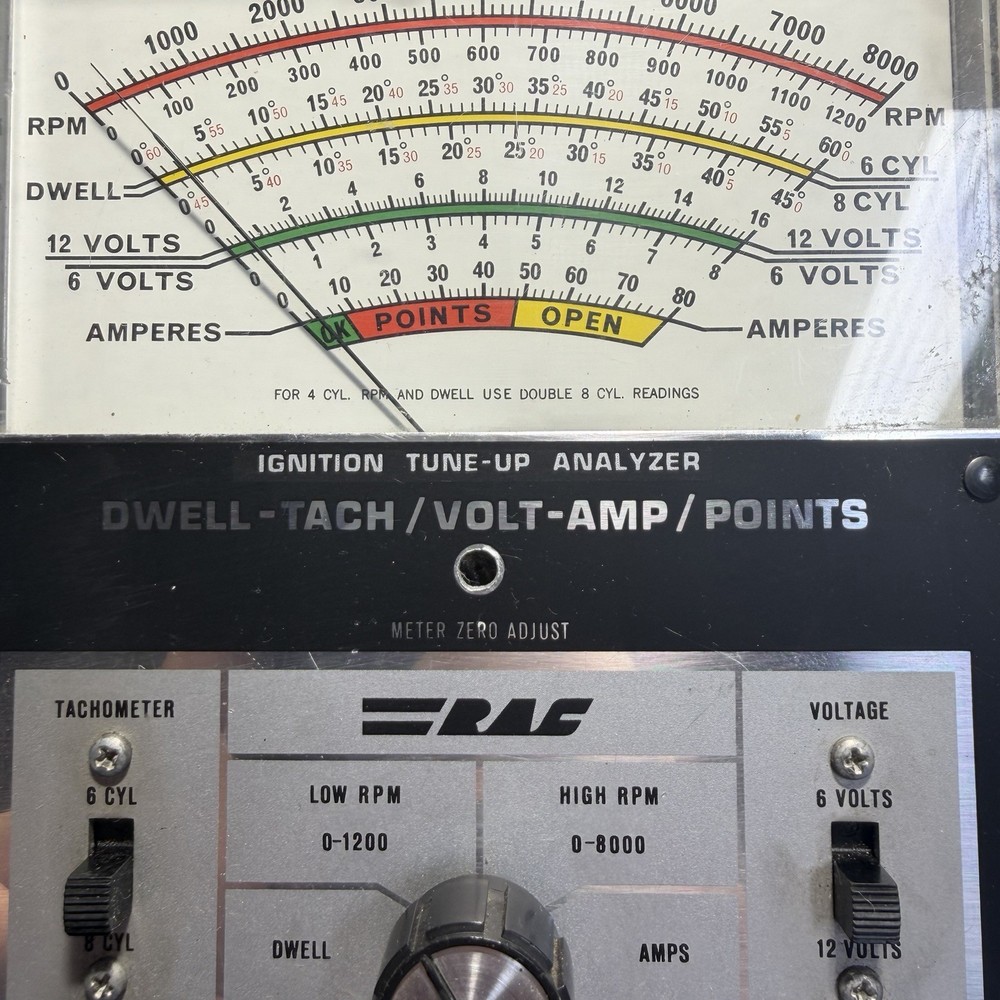 0 1000 2000 6000 7000 8000
RPM 0 100 200 300 400 500 600 700 800 900 1000 1100 1200 RPM
0° 5° 10° 15° 20° 25° 30° 35° 40° 45° 50° 55° 60° 6 CYL
60 55 50 45 40 35 30 25 20 15 10 5 0
DWELL 0° 5° 10° 15° 20° 25° 30° 35° 40° 45° 8 CYL
45 40 35 30 25 20 15 10 5 0
12 VOLTS 0 2 4 6 8 10 12 14 16 12 VOLTS
6 VOLTS 0 1 2 3 4 5 6 7 8 6 VOLTS
0 10 20 30 40 50 60 70 80
AMPERES OK POINTS OPEN AMPERES
FOR 4 CYL. RPM AND DWELL USE DOUBLE 8 CYL. READINGS
IGNITION TUNE-UP ANALYZER
DWELL-TACH/VOLT-AMP/POINTS
METER ZERO ADJUST
TACHOMETER
RAC
VOLTAGE
6 CYL
LOW RPM
HIGH RPM
6 VOLTS
0-1200
0-8000
8 CYL
DWELL
AMPS
12 VOLTS